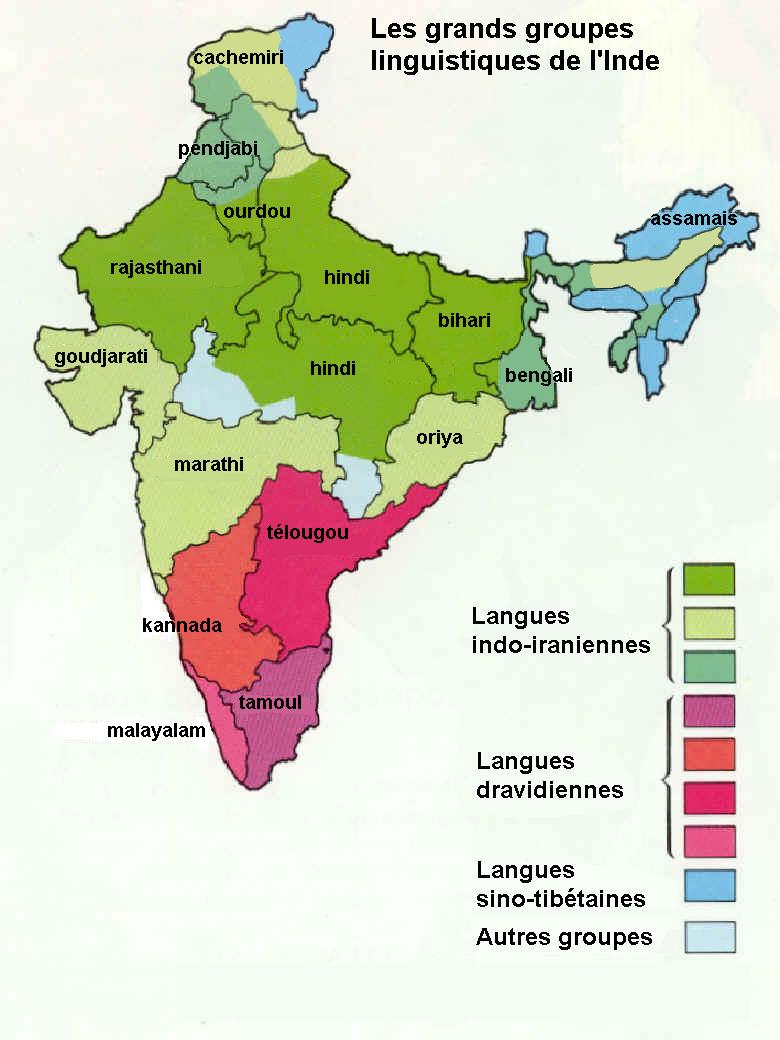 Les grands groupes
linguistiques de l'Inde
cachemiri
pendjabi
ourdou
assamais
rajasthani
hindi
bihari
goudjarati
hindi
bengali
oriya
marathi
télougou
kannada
tamoul
malayalam
Langues
indo-iraniennes
Langues
dravidiennes
Langues
sino-tibétaines
Autres groupes